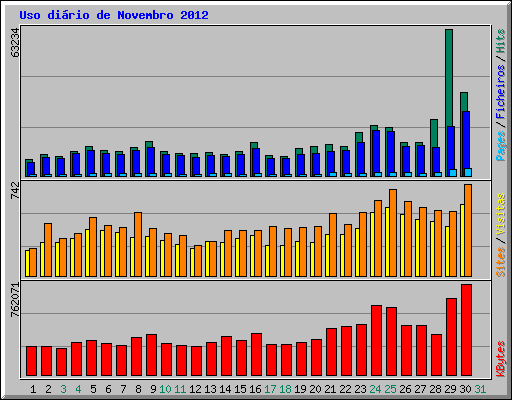 Uso diário de Novembro 2012
63234
Pages / Ficheiros / Hits
742
Sites / Visitas
762071
KBytes
1 2 3 4 5 6 7 8 9 10 11 12 13 14 15 16 17 18 19 20 21 22 23 24 25 26 27 28 29 30 31